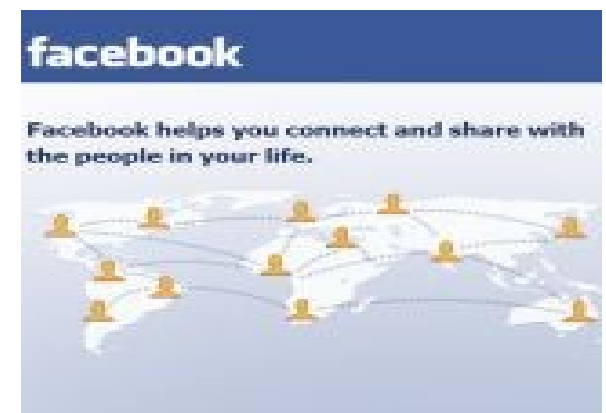 facebook
Facebook helps you connect and share with
the people in your life.